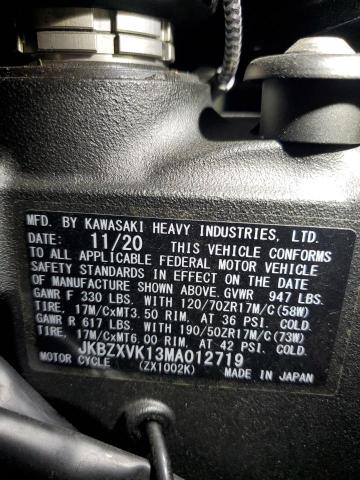 MFD. BY KAWASAKI HEAVY INDUSTRIES, LTD.
DATE: 11/20 THIS VEHICLE CONFORMS
TO ALL APPLICABLE FEDERAL MOTOR VEHICLE
SAFETY STANDARDS IN EFFECT ON THE DATE
OF MANUFACTURE SHOWN ABOVE. GVWR 947 LBS.
GAWR F 330 LBS. WITH 120/70ZR17M/C(58W)
TIRE, 17M/CxMT3.50 RIM. AT 36 PSI. COLD.
GAWR R 617 LBS. WITH 190/50ZR17M/C(73W)
TIRE, 17M/CxMT6.00 RIM. AT 42 PSI. COLD.
JKBZXVK13MA012719
MOTOR CYCLE (ZX1002K) MADE IN JAPAN